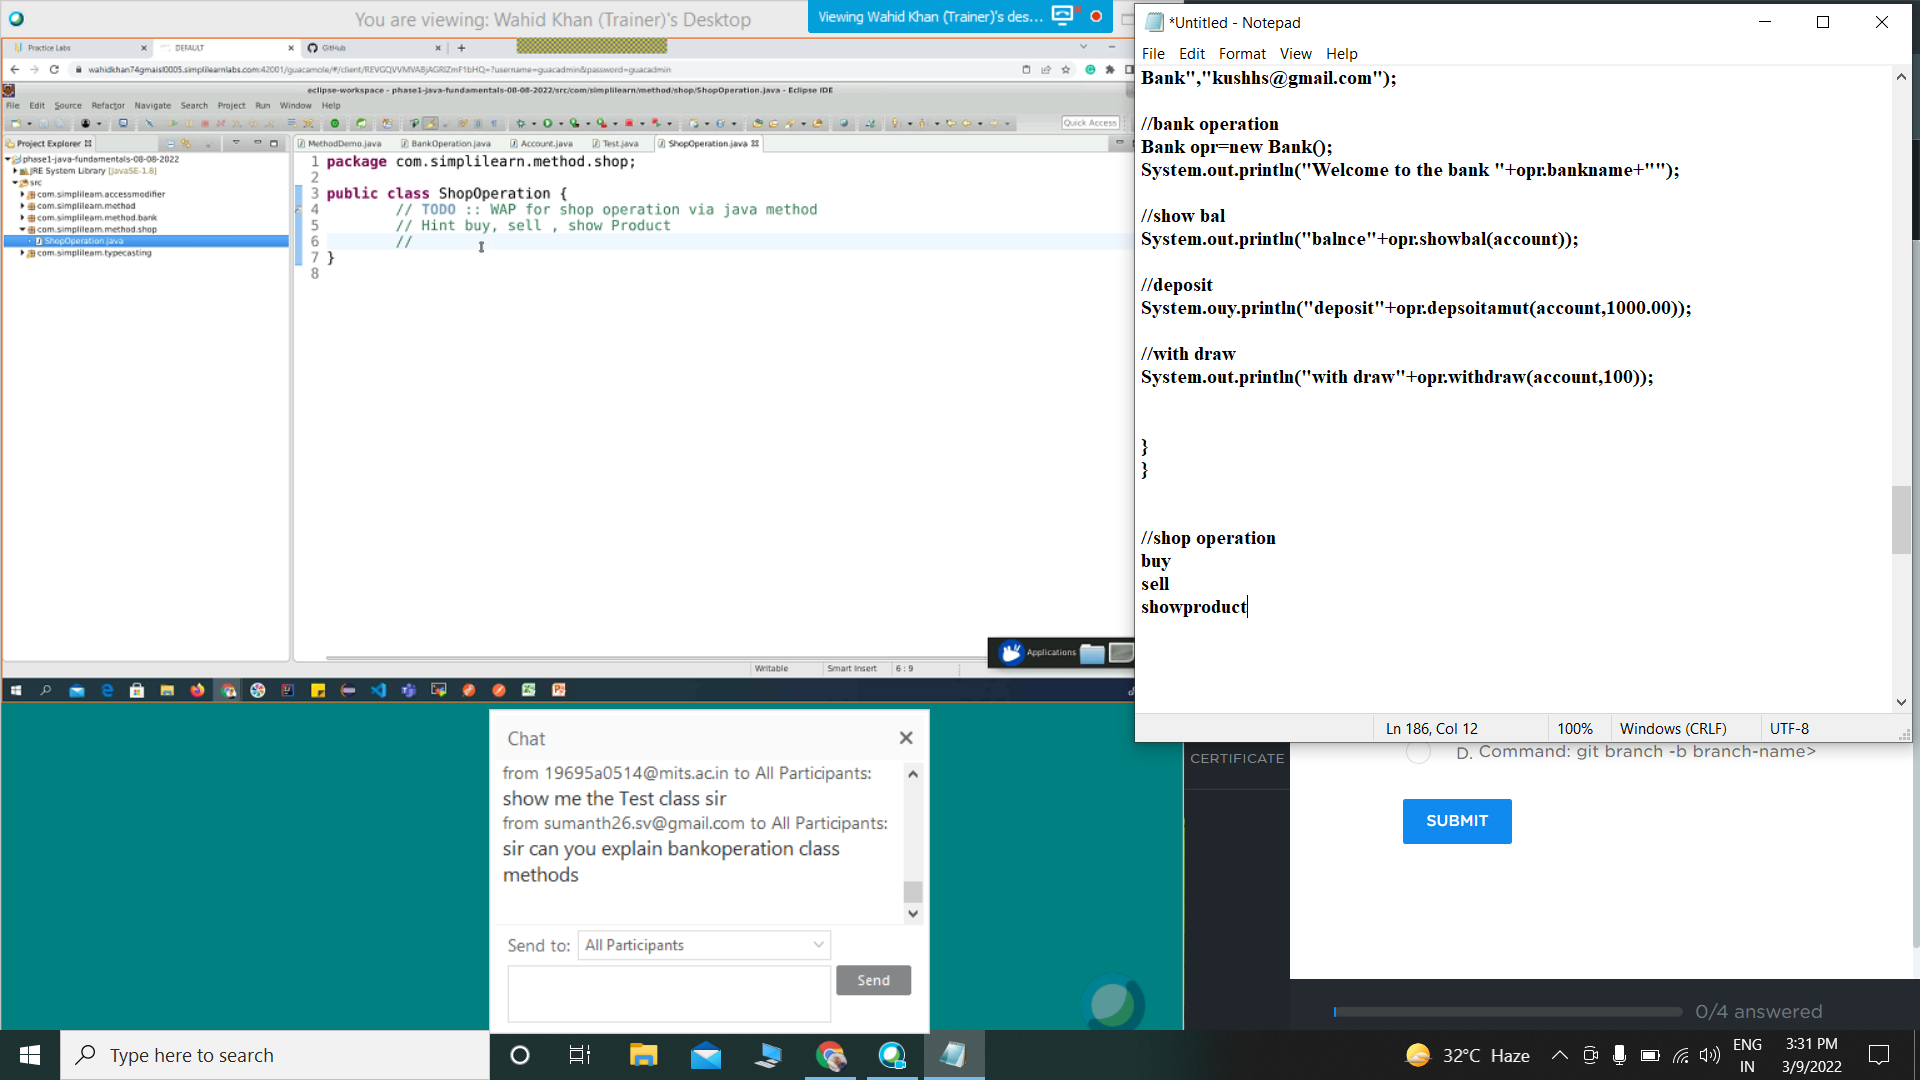 You are viewing: Wahid Khan (Trainer)'s Desktop
Viewing Wahid Khan (Trainer)'s des...
Practice Labs
DEFAULT
GitHub
eclipse-workspace - phase1-java-fundamentals-08-08-2022/src/com/simplilearn/method/shop/ShopOperation.java - Eclipse IDE
File Edit Source Refactor Navigate Search Project Run Window Help
Quick Access
Project Explorer
MethodDemo.java
BankOperation.java
Account.java
Test.java
ShopOperation.java
phase1-java-fundamentals-08-08-2022
JRE System Library [JavaSE-1.8]
src
com.simplilearn.accessmodifier
com.simplilearn.method
com.simplilearn.method.bank
com.simplilearn.method.shop
ShopOperation.java
com.simplilearn.typecasting
1 package com.simplilearn.method.shop;
2
3 public class ShopOperation {
4 // TODO :: WAP for shop operation via java method
5 // Hint buy, sell , show Product
6 //
7 }
8
Applications
Writable
Smart Insert
6 : 9
*Untitled - Notepad
File Edit Format View Help
Bank","kushhs@gmail.com");
//bank operation
Bank opr=new Bank();
System.out.println("Welcome to the bank "+opr.bankname+"");
//show bal
System.out.println("balnce"+opr.showbal(account));
//deposit
System.ouy.println("deposit"+opr.depsoitamut(account,1000.00));
//with draw
System.out.println("with draw"+opr.withdraw(account,100));
}
}
//shop operation
buy
sell
showproduct
Ln 186, Col 12
100%
Windows (CRLF)
UTF-8
Chat
from 19695a0514@mits.ac.in to All Participants:
show me the Test class sir
from sumanth26.sv@gmail.com to All Participants:
sir can you explain bankoperation class
methods
Send to:
All Participants
Send
CERTIFICATE
D. Command: git branch -b branch-name>
SUBMIT
0/4 answered
Type here to search
32°C Haze
ENG
IN
3:31 PM
3/9/2022